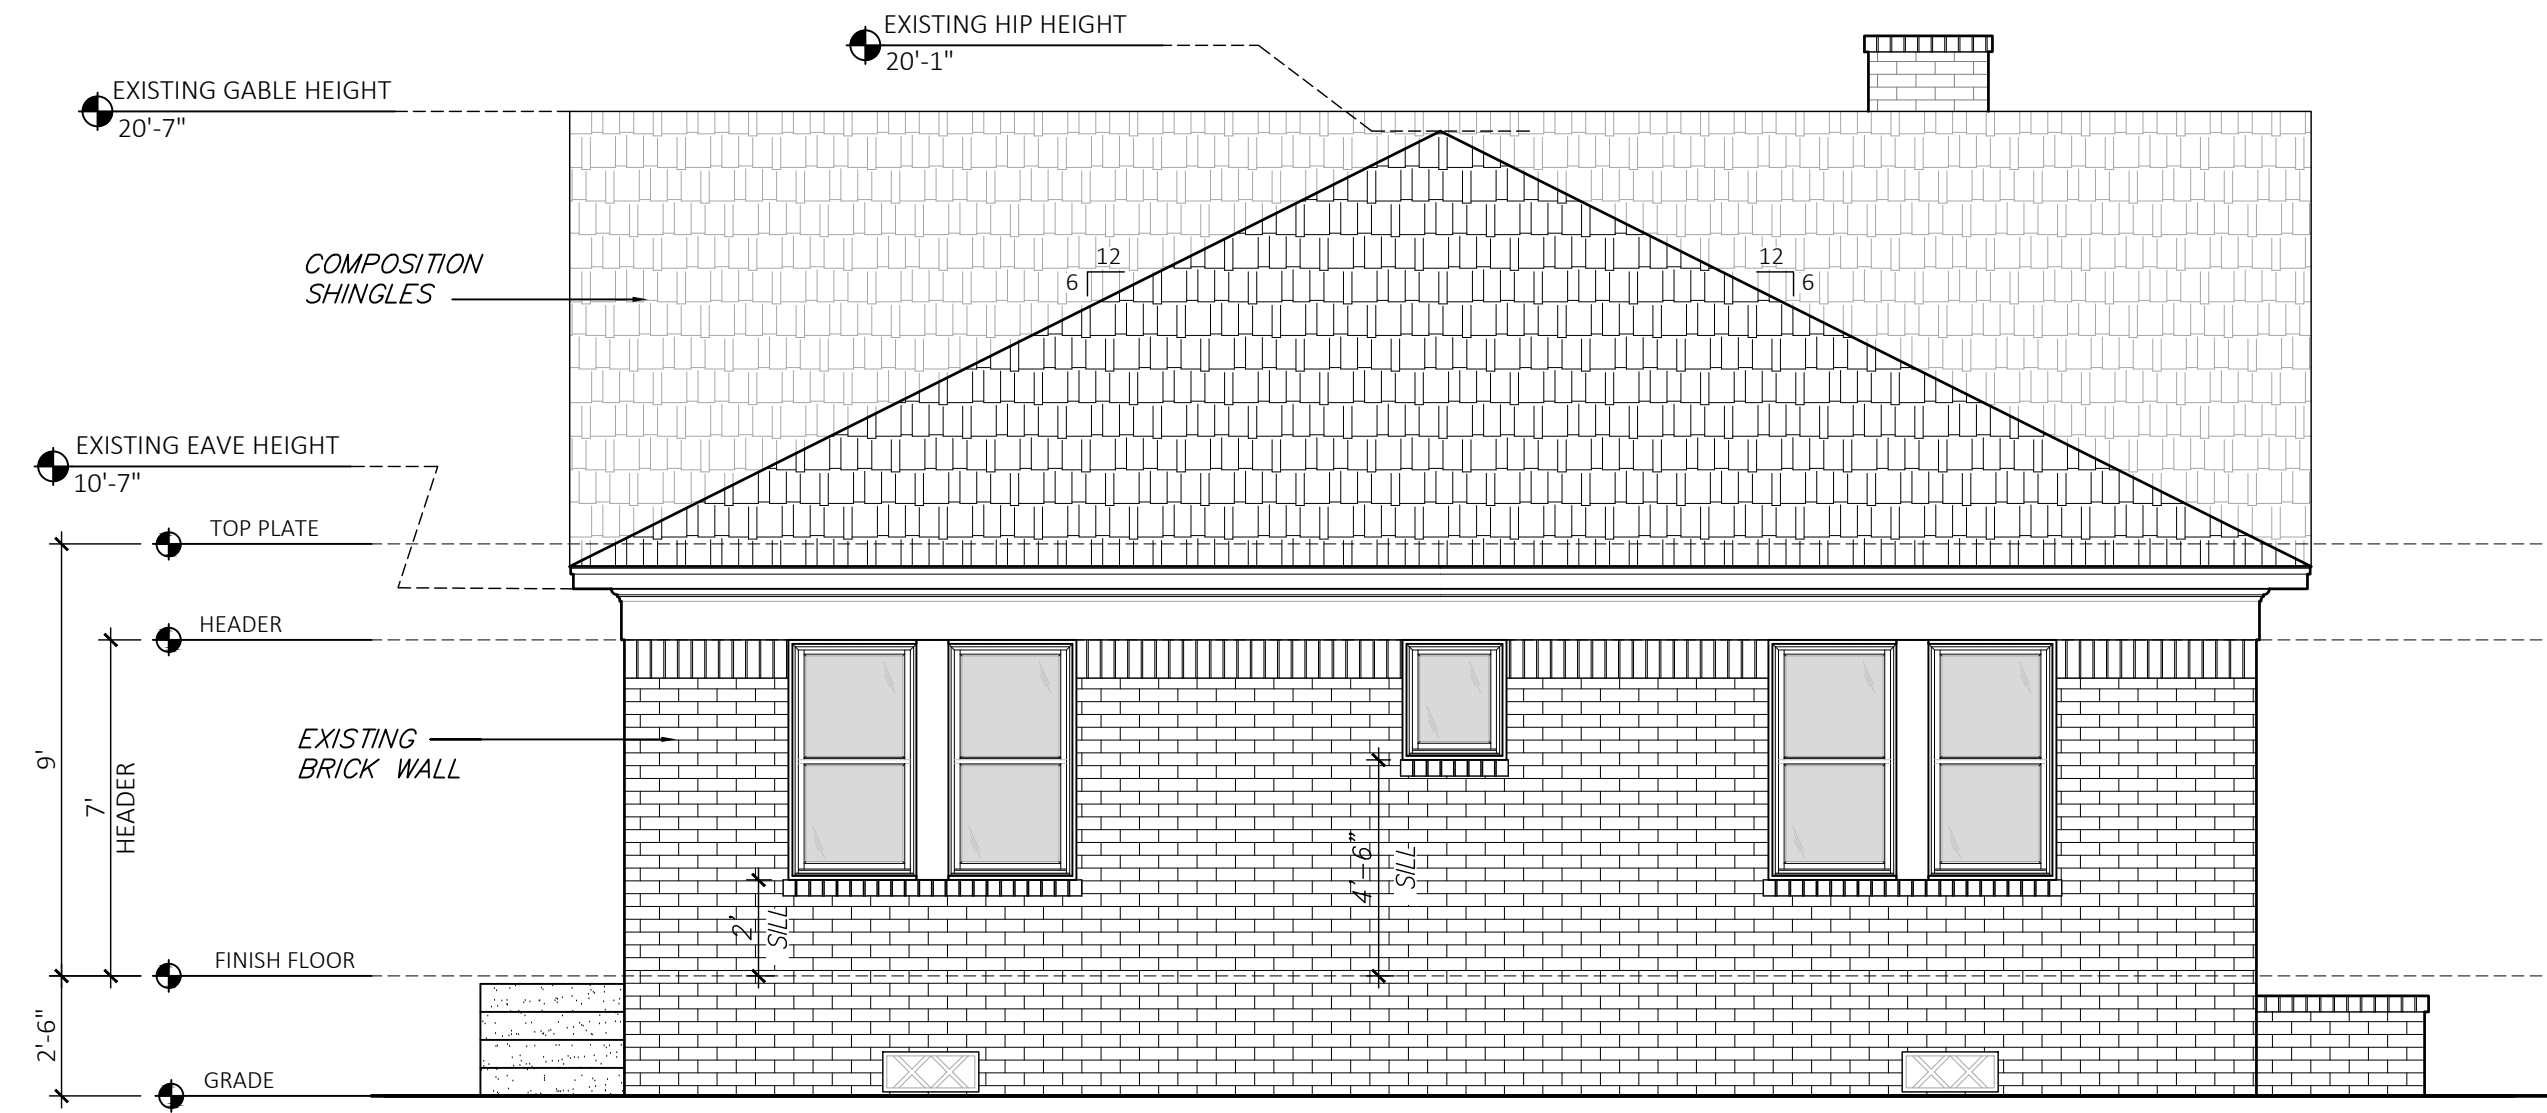 EXISTING HIP HEIGHT
20'-1"
EXISTING GABLE HEIGHT
20'-7"
12
6
12
6
COMPOSITION
SHINGLES
EXISTING EAVE HEIGHT
10'-7"
TOP PLATE
HEADER
EXISTING
BRICK WALL
9'
7'
HEADER
4'-6"
SILL
2'
SILL
FINISH FLOOR
2'-6"
GRADE